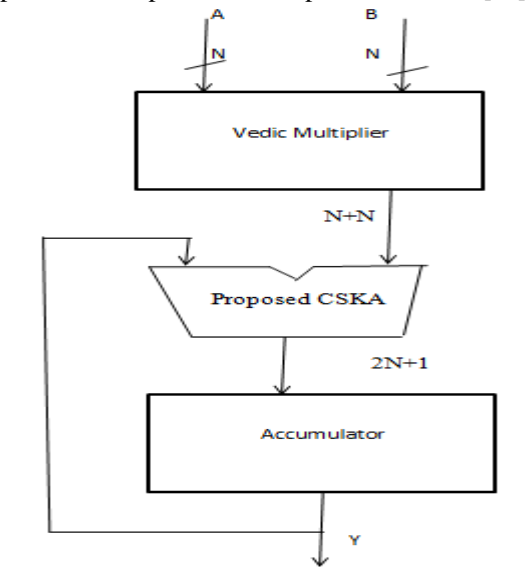 A B
N N
Vedic Multiplier
N+N
Proposed CSKA
2N+1
Accumulator
Y